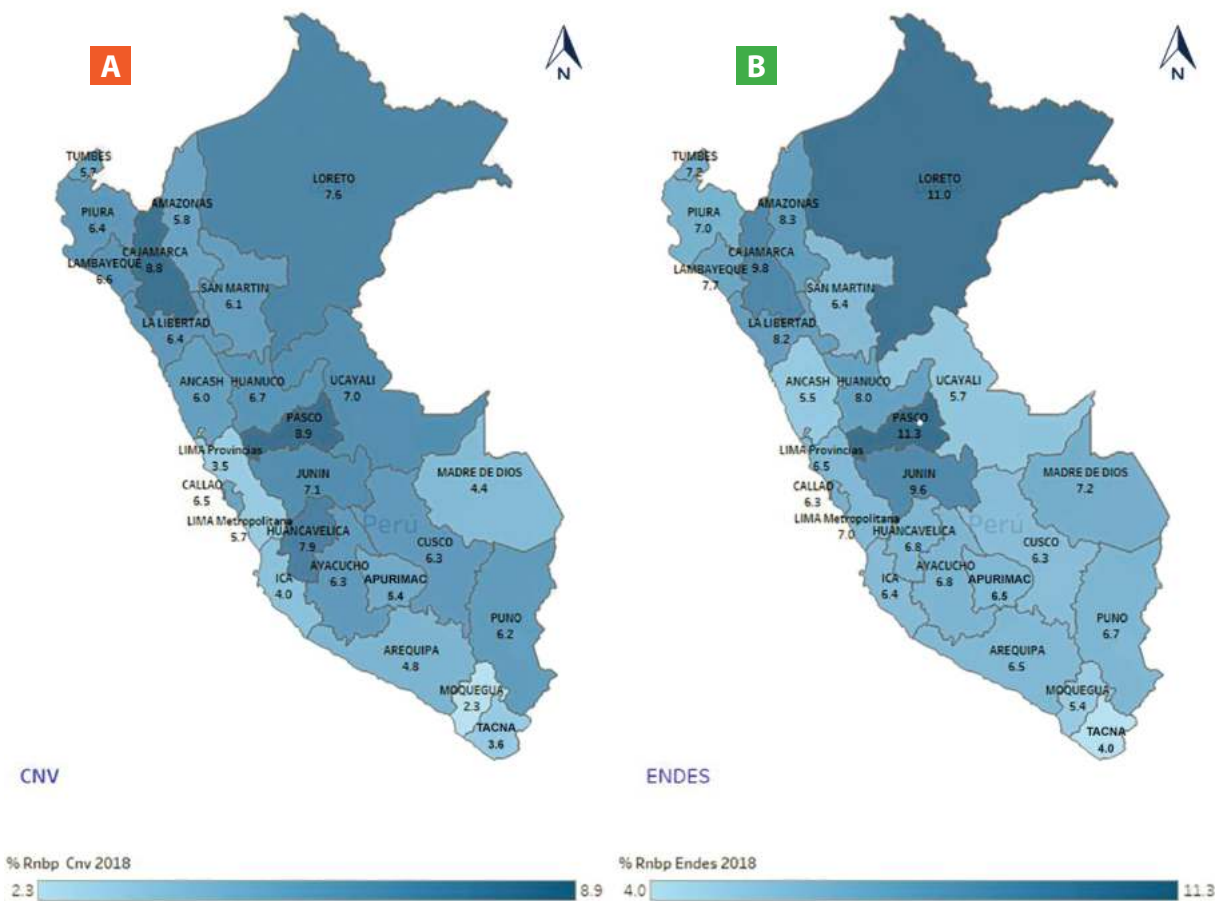 A
N
TUMBES
5.7
LORETO
7.6
AMAZONAS
5.8
PIURA
6.4
CAJAMARCA
8.8
LAMBAYEQUE
6.6
SAN MARTIN
6.1
LA LIBERTAD
6.4
ANCASH
6.0
HUANUCO
6.7
UCAYALI
7.0
PASCO
8.9
LIMA Provincias
3.5
JUNIN
7.1
MADRE DE DIOS
4.4
CALLAO
6.5
LIMA Metropolitana
5.7
Perú
HUANCAVELICA
7.9
CUSCO
6.3
AYACUCHO
6.3
APURIMAC
5.4
ICA
4.0
PUNO
6.2
AREQUIPA
4.8
MOQUEGUA
2.3
TACNA
3.6
CNV
% Rnbp Cnv 2018
2.3 8.9
B
N
TUMBES
7.2
LORETO
11.0
AMAZONAS
8.3
PIURA
7.0
CAJAMARCA
9.8
LAMBAYEQUE
7.7
SAN MARTIN
6.4
LA LIBERTAD
8.2
ANCASH
5.5
HUANUCO
8.0
UCAYALI
5.7
PASCO
11.3
LIMA Provincias
6.5
JUNIN
9.6
MADRE DE DIOS
7.2
CALLAO
6.3
LIMA Metropolitana
7.0
Perú
HUANCAVELICA
6.8
CUSCO
6.3
AYACUCHO
6.8
APURIMAC
6.5
ICA
6.4
PUNO
6.7
AREQUIPA
6.5
MOQUEGUA
5.4
TACNA
4.0
ENDES
% Rnbp Endes 2018
4.0 11.3